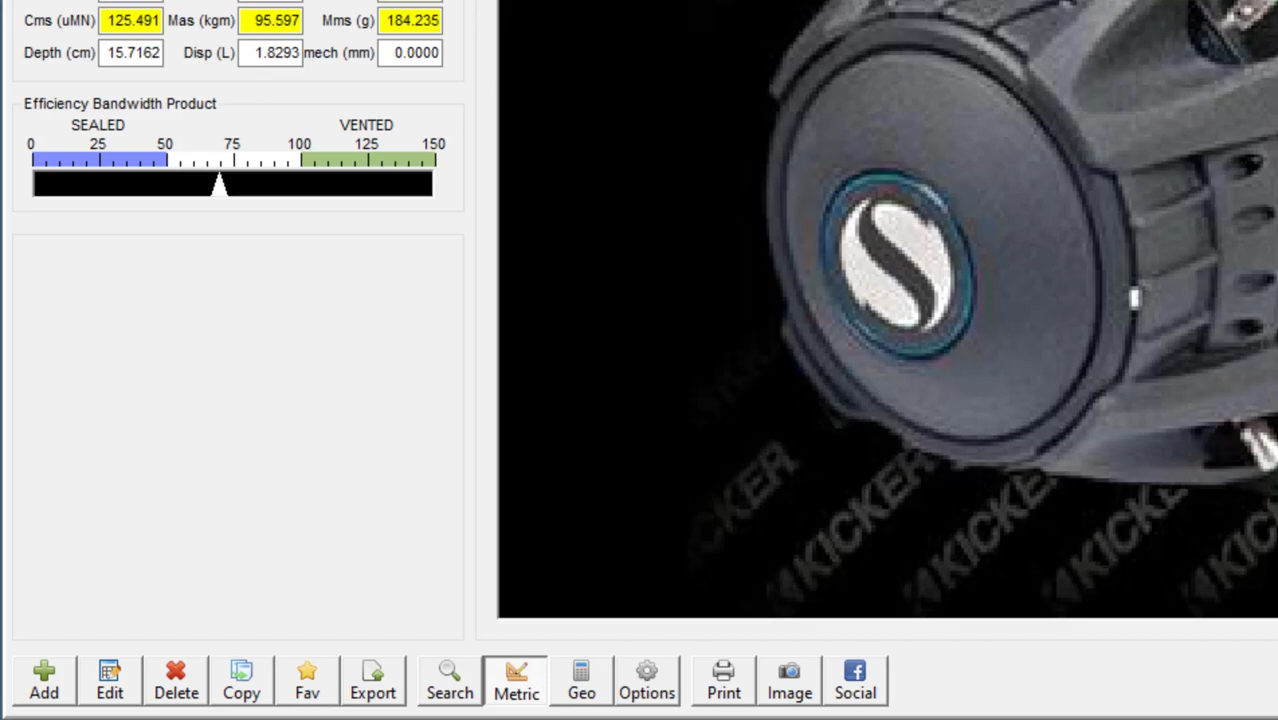 Cms (uMN) 125.491 Mas (kgm) 95.597 Mms (g) 184.235
Depth (cm) 15.7162 Disp (L) 1.8293 mech (mm) 0.0000
Efficiency Bandwidth Product
SEALED VENTED
0 25 50 75 100 125 150
S
KICKER
KICKER KICKER KICKER KICKER
Add Edit Delete Copy Fav Export Search Metric Geo Options Print Image Social